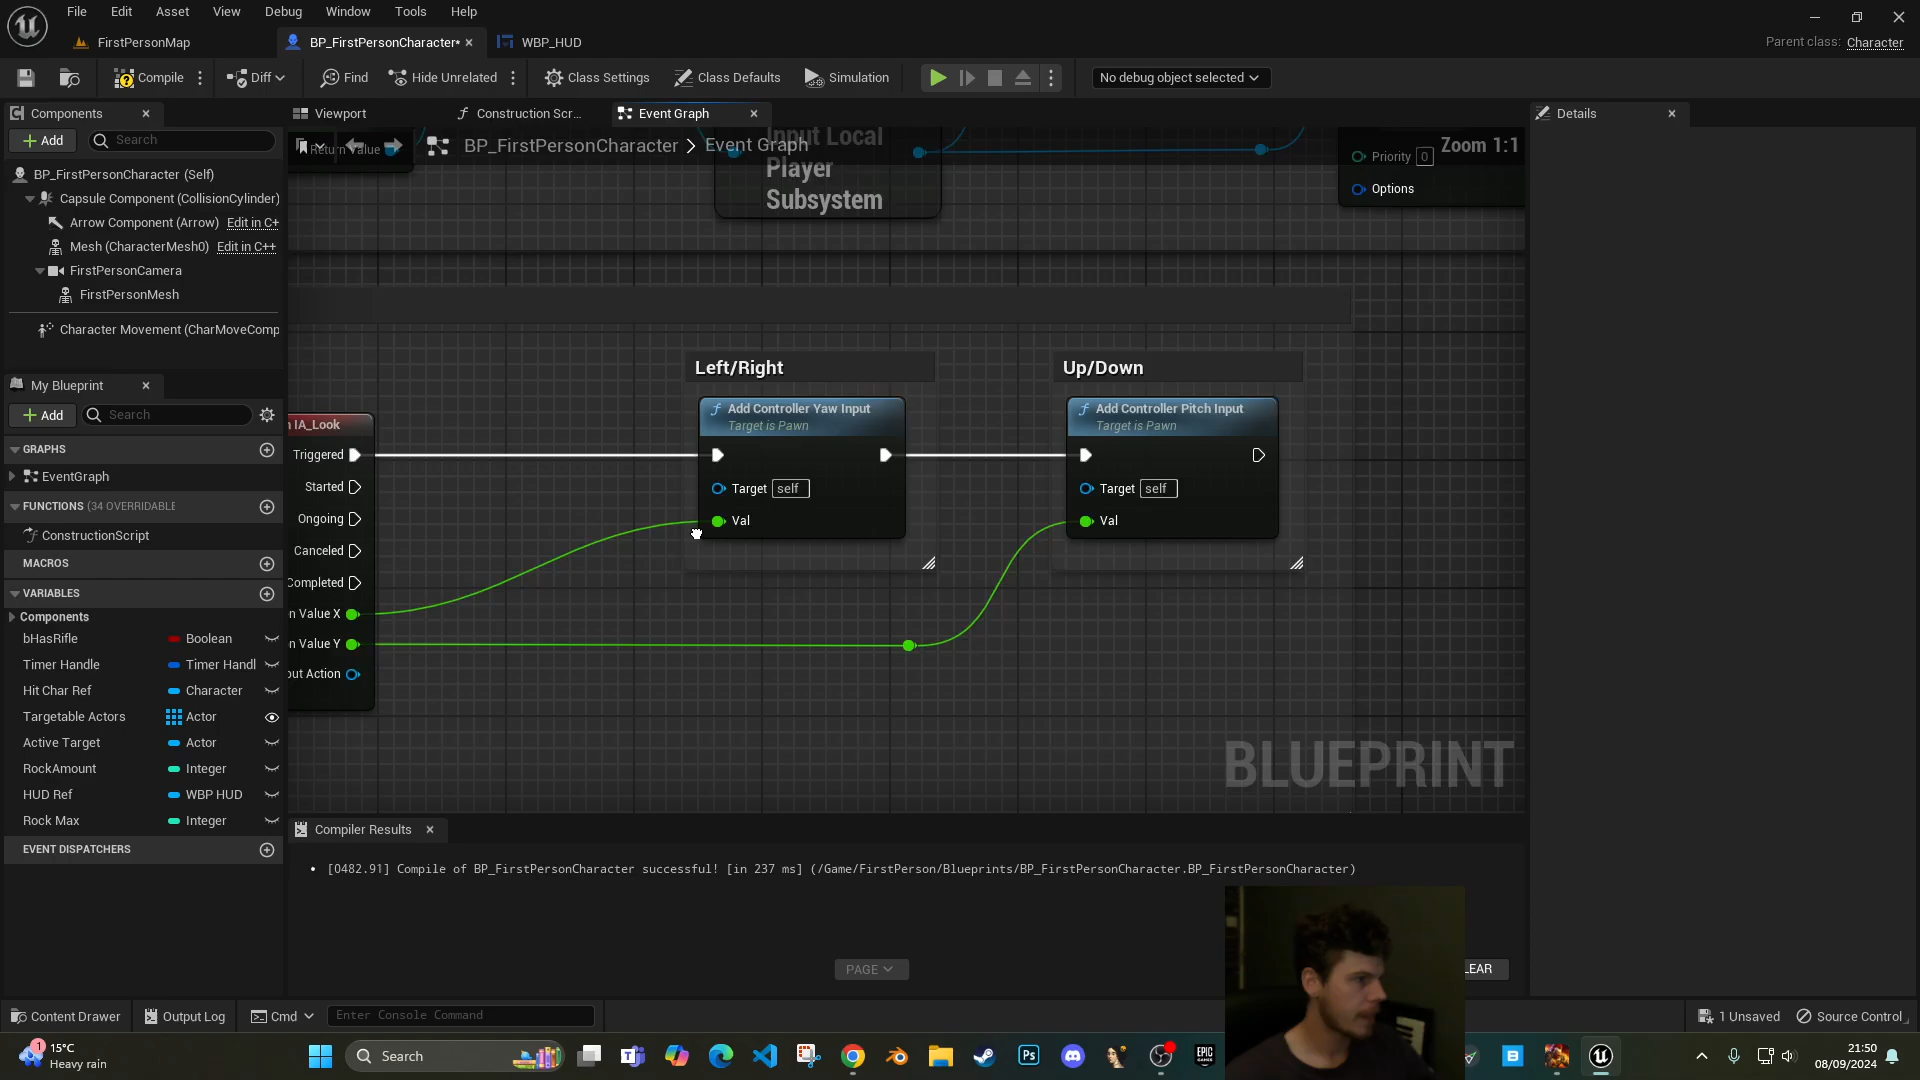 File Edit Asset View Debug Window Tools Help
FirstPersonMap
BP_FirstPersonCharacter*
WBP_HUD
Parent class: Character
Compile
Diff
Find
Hide Unrelated
Class Settings
Class Defaults
Simulation
No debug object selected
Components
Viewport
Construction Scr...
Event Graph
Details
Add
Search
BP_FirstPersonCharacter > Event Graph
Zoom 1:1
Return Value
Input Local
Player
Subsystem
Priority 0
Options
BP_FirstPersonCharacter (Self)
Capsule Component (CollisionCylinder)
Arrow Component (Arrow) Edit in C+
Mesh (CharacterMesh0) Edit in C++
FirstPersonCamera
FirstPersonMesh
Character Movement (CharMoveComp
My Blueprint
Add
Search
GRAPHS
EventGraph
FUNCTIONS (34 OVERRIDABLE
ConstructionScript
MACROS
VARIABLES
Components
bHasRifle Boolean
Timer Handle Timer Handl
Hit Char Ref Character
Targetable Actors Actor
Active Target Actor
RockAmount Integer
HUD Ref WBP HUD
Rock Max Integer
EVENT DISPATCHERS
n IA_Look
Triggered
Started
Ongoing
Canceled
Completed
n Value X
n Value Y
out Action
Left/Right
Add Controller Yaw Input
Target is Pawn
Target self
Val
Up/Down
Add Controller Pitch Input
Target is Pawn
Target self
Val
BLUEPRINT
Compiler Results
• [0482.91] Compile of BP_FirstPersonCharacter successful! [in 237 ms] (/Game/FirstPerson/Blueprints/BP_FirstPersonCharacter.BP_FirstPersonCharacter)
PAGE
LEAR
Content Drawer
Output Log
Cmd
Enter Console Command
1 Unsaved
Source Control
1
15°C
Heavy rain
Search
Ps
EPIC
GAMES
21:50
08/09/2024